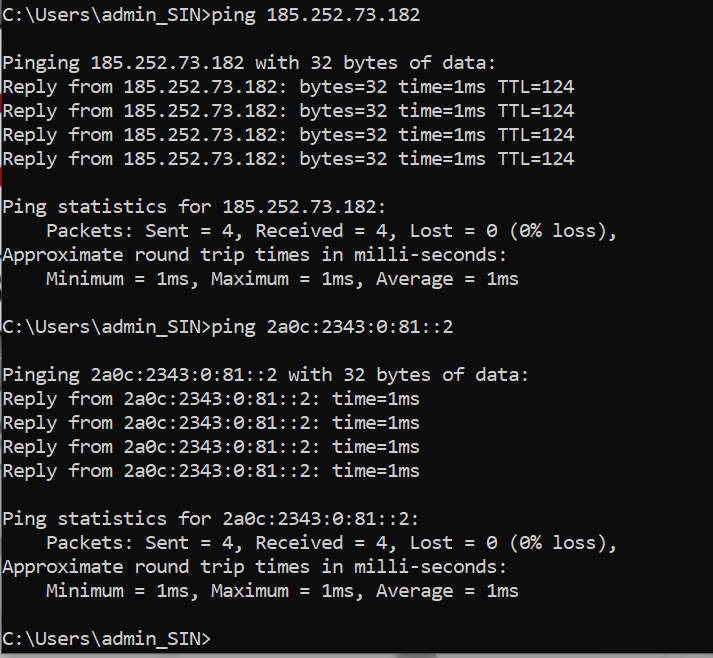 C:\Users\admin_SIN>ping 185.252.73.182
Pinging 185.252.73.182 with 32 bytes of data:
Reply from 185.252.73.182: bytes=32 time=1ms TTL=124
Reply from 185.252.73.182: bytes=32 time=1ms TTL=124
Reply from 185.252.73.182: bytes=32 time=1ms TTL=124
Reply from 185.252.73.182: bytes=32 time=1ms TTL=124
Ping statistics for 185.252.73.182:
    Packets: Sent = 4, Received = 4, Lost = 0 (0% loss),
Approximate round trip times in milli-seconds:
    Minimum = 1ms, Maximum = 1ms, Average = 1ms
C:\Users\admin_SIN>ping 2a0c:2343:0:81::2
Pinging 2a0c:2343:0:81::2 with 32 bytes of data:
Reply from 2a0c:2343:0:81::2: time=1ms
Reply from 2a0c:2343:0:81::2: time=1ms
Reply from 2a0c:2343:0:81::2: time=1ms
Reply from 2a0c:2343:0:81::2: time=1ms
Ping statistics for 2a0c:2343:0:81::2:
    Packets: Sent = 4, Received = 4, Lost = 0 (0% loss),
Approximate round trip times in milli-seconds:
    Minimum = 1ms, Maximum = 1ms, Average = 1ms
C:\Users\admin_SIN>